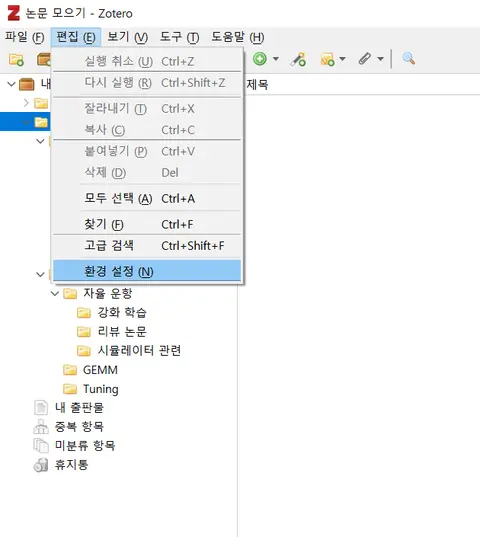 논문 모으기 - Zotero
파일 (F) 편집 (E) 보기 (V) 도구 (T) 도움말 (H)
실행 취소 (U) Ctrl+Z
다시 실행 (R) Ctrl+Shift+Z
잘라내기 (T) Ctrl+X
복사 (C) Ctrl+C
붙여넣기 (P) Ctrl+V
삭제 (D) Del
모두 선택 (A) Ctrl+A
찾기 (F) Ctrl+F
고급 검색 Ctrl+Shift+F
환경 설정 (N)
내
제목
자율 운항
강화 학습
리뷰 논문
시뮬레이터 관련
GEMM
Tuning
내 출판물
중복 항목
미분류 항목
휴지통